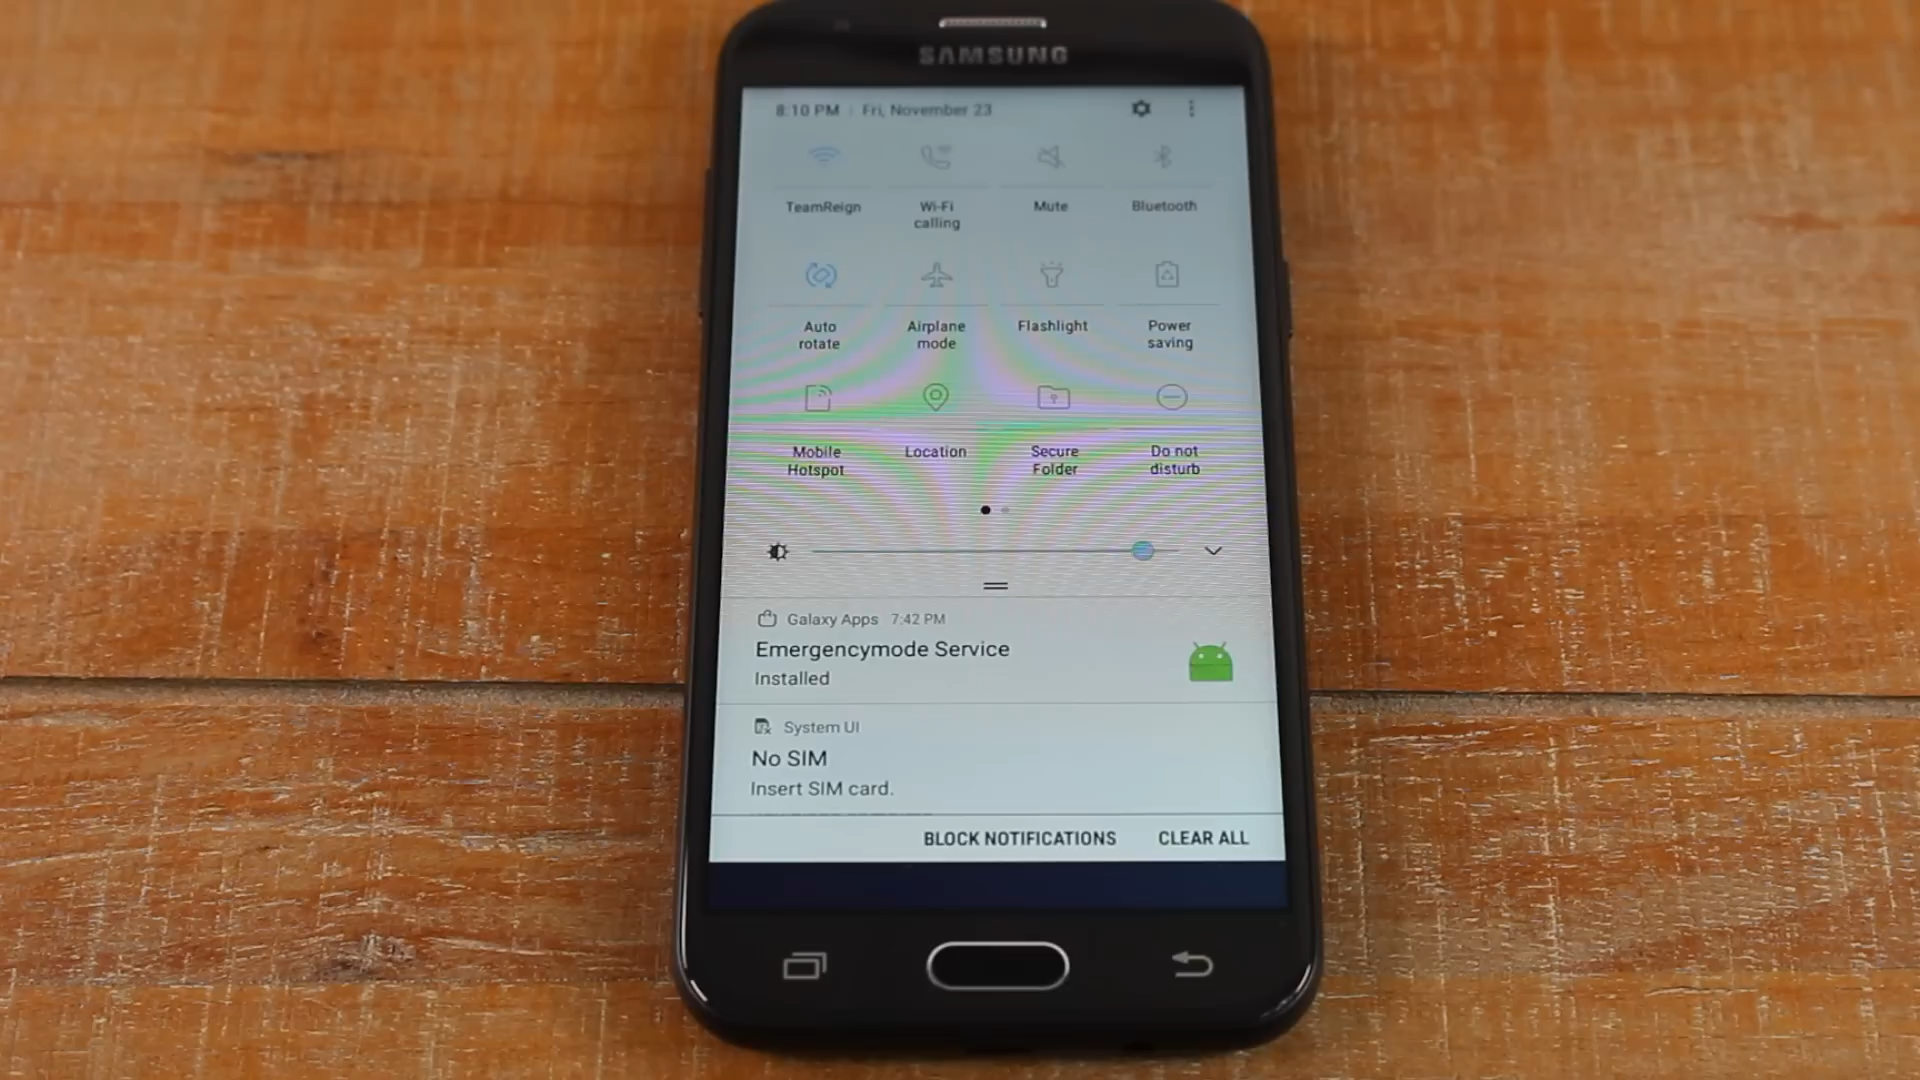 SAMSUNG
8:10 PM | Fri, November 23
TeamReign
Wi-Fi
calling
Mute
Bluetooth
Auto
rotate
Airplane
mode
Flashlight
Power
saving
Mobile
Hotspot
Location
Secure
Folder
Do not
disturb
Galaxy Apps 7:42 PM
Emergencymode Service
Installed
System UI
No SIM
Insert SIM card.
BLOCK NOTIFICATIONS CLEAR ALL